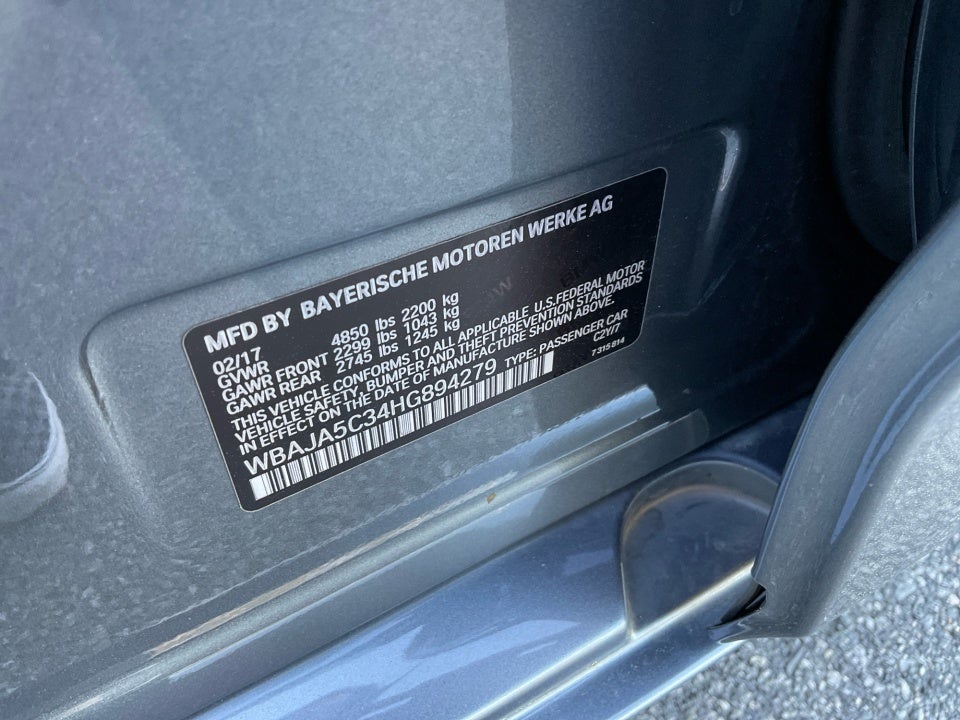 MFD BY BAYERISCHE MOTOREN WERKE AG
02/17
GVWR 4850 lbs 2200 kg
GAWR FRONT 2299 lbs 1043 kg
GAWR REAR 2745 lbs 1245 kg
THIS VEHICLE CONFORMS TO ALL APPLICABLE U.S.FEDERAL MOTOR
VEHICLE SAFETY, BUMPER AND THEFT PREVENTION STANDARDS
IN EFFECT ON THE DATE OF MANUFACTURE SHOWN ABOVE.
WBAJA5C34HG894279 TYPE: PASSENGER CAR
C2Y/7
7 315 814